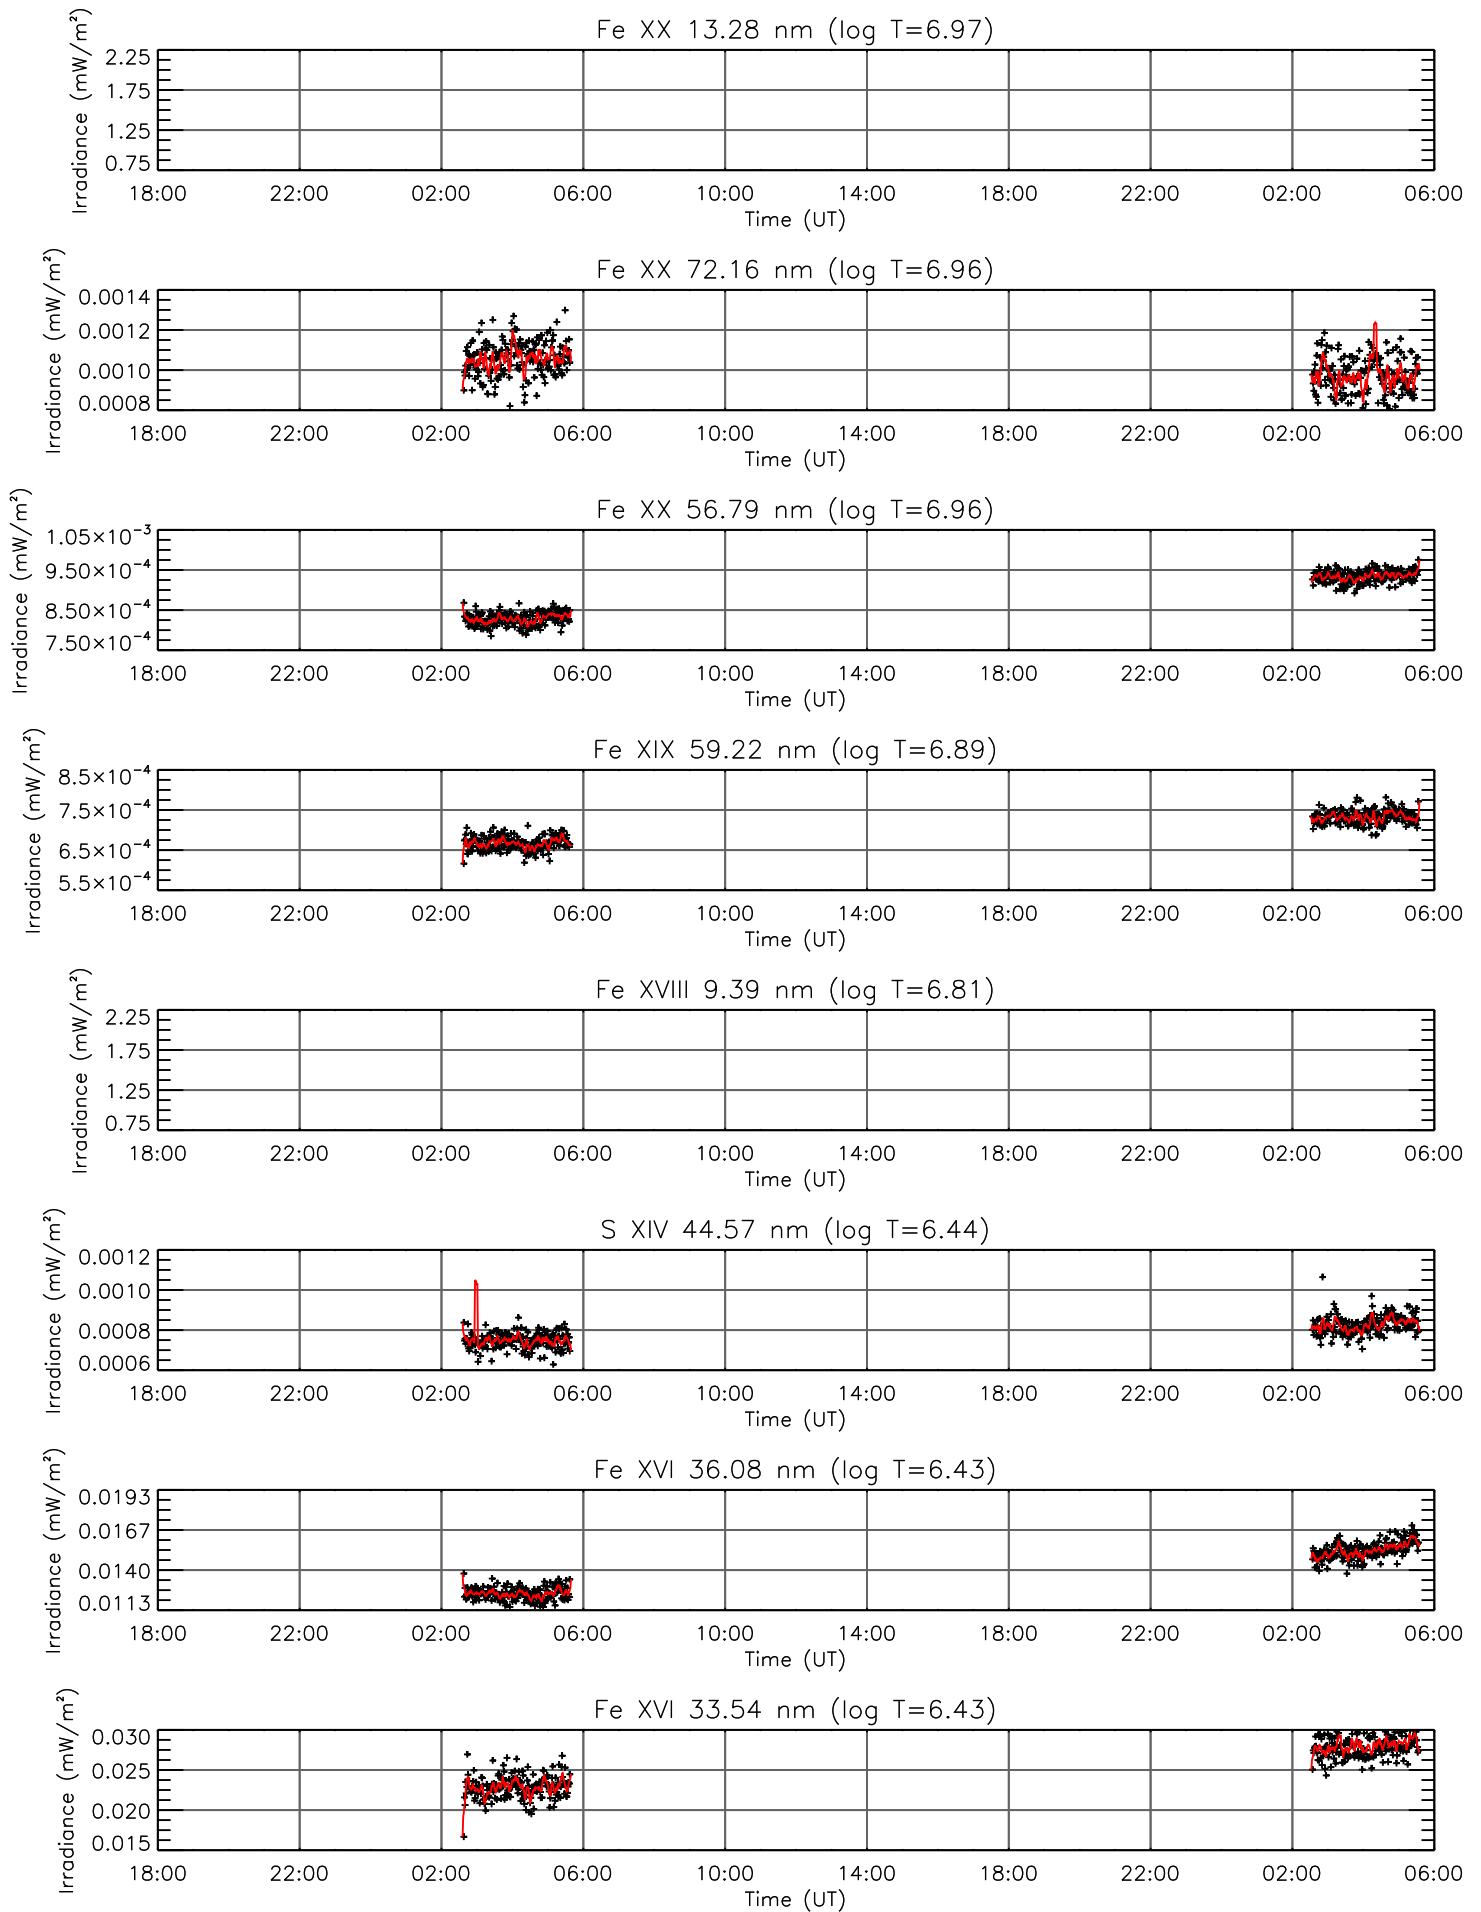 Fe XX 13.28 nm (log T=6.97)
Irradiance (mW/m²)
2.25
1.75
1.25
0.75
18:00 22:00 02:00 06:00 10:00 14:00 18:00 22:00 02:00 06:00
Time (UT)
Fe XX 72.16 nm (log T=6.96)
Irradiance (mW/m²)
0.0014
0.0012
0.0010
0.0008
18:00 22:00 02:00 06:00 10:00 14:00 18:00 22:00 02:00 06:00
Time (UT)
Fe XX 56.79 nm (log T=6.96)
Irradiance (mW/m²)
1.05×10⁻³
9.50×10⁻⁴
8.50×10⁻⁴
7.50×10⁻⁴
18:00 22:00 02:00 06:00 10:00 14:00 18:00 22:00 02:00 06:00
Time (UT)
Fe XIX 59.22 nm (log T=6.89)
Irradiance (mW/m²)
8.5×10⁻⁴
7.5×10⁻⁴
6.5×10⁻⁴
5.5×10⁻⁴
18:00 22:00 02:00 06:00 10:00 14:00 18:00 22:00 02:00 06:00
Time (UT)
Fe XVIII 9.39 nm (log T=6.81)
Irradiance (mW/m²)
2.25
1.75
1.25
0.75
18:00 22:00 02:00 06:00 10:00 14:00 18:00 22:00 02:00 06:00
Time (UT)
S XIV 44.57 nm (log T=6.44)
Irradiance (mW/m²)
0.0012
0.0010
0.0008
0.0006
18:00 22:00 02:00 06:00 10:00 14:00 18:00 22:00 02:00 06:00
Time (UT)
Fe XVI 36.08 nm (log T=6.43)
Irradiance (mW/m²)
0.0193
0.0167
0.0140
0.0113
18:00 22:00 02:00 06:00 10:00 14:00 18:00 22:00 02:00 06:00
Time (UT)
Fe XVI 33.54 nm (log T=6.43)
Irradiance (mW/m²)
0.030
0.025
0.020
0.015
18:00 22:00 02:00 06:00 10:00 14:00 18:00 22:00 02:00 06:00
Time (UT)